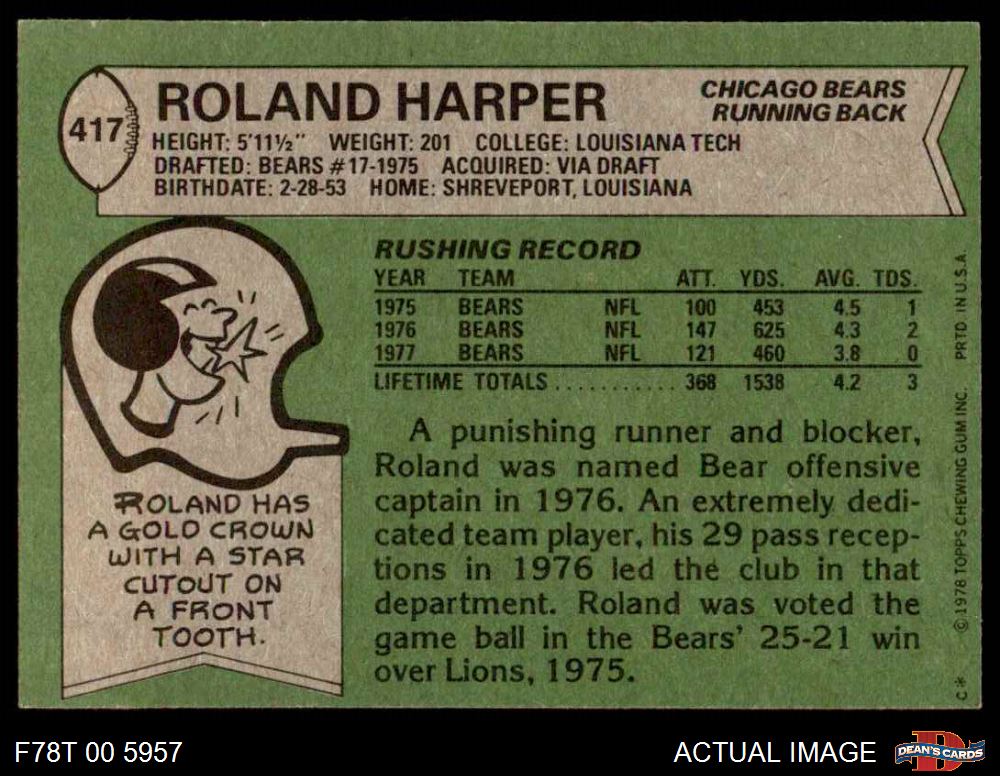 417
ROLAND HARPER
CHICAGO BEARS
RUNNING BACK
HEIGHT: 5'11½" WEIGHT: 201 COLLEGE: LOUISIANA TECH
DRAFTED: BEARS #17-1975 ACQUIRED: VIA DRAFT
BIRTHDATE: 2-28-53 HOME: SHREVEPORT, LOUISIANA
RUSHING RECORD
YEAR TEAM ATT. YDS. AVG. TDS.
1975 BEARS NFL 100 453 4.5 1
1976 BEARS NFL 147 625 4.3 2
1977 BEARS NFL 121 460 3.8 0
LIFETIME TOTALS........... 368 1538 4.2 3
A punishing runner and blocker,
Roland was named Bear offensive
captain in 1976. An extremely dedi-
cated team player, his 29 pass recep-
tions in 1976 led the club in that
department. Roland was voted the
game ball in the Bears' 25-21 win
over Lions, 1975.
ROLAND HAS
A GOLD CROWN
WITH A STAR
CUTOUT ON
A FRONT
TOOTH.
C* © 1978 TOPPS CHEWING GUM INC. PRTD IN U.S.A.
F78T 00 5957
ACTUAL IMAGE
DEAN'S CARDS